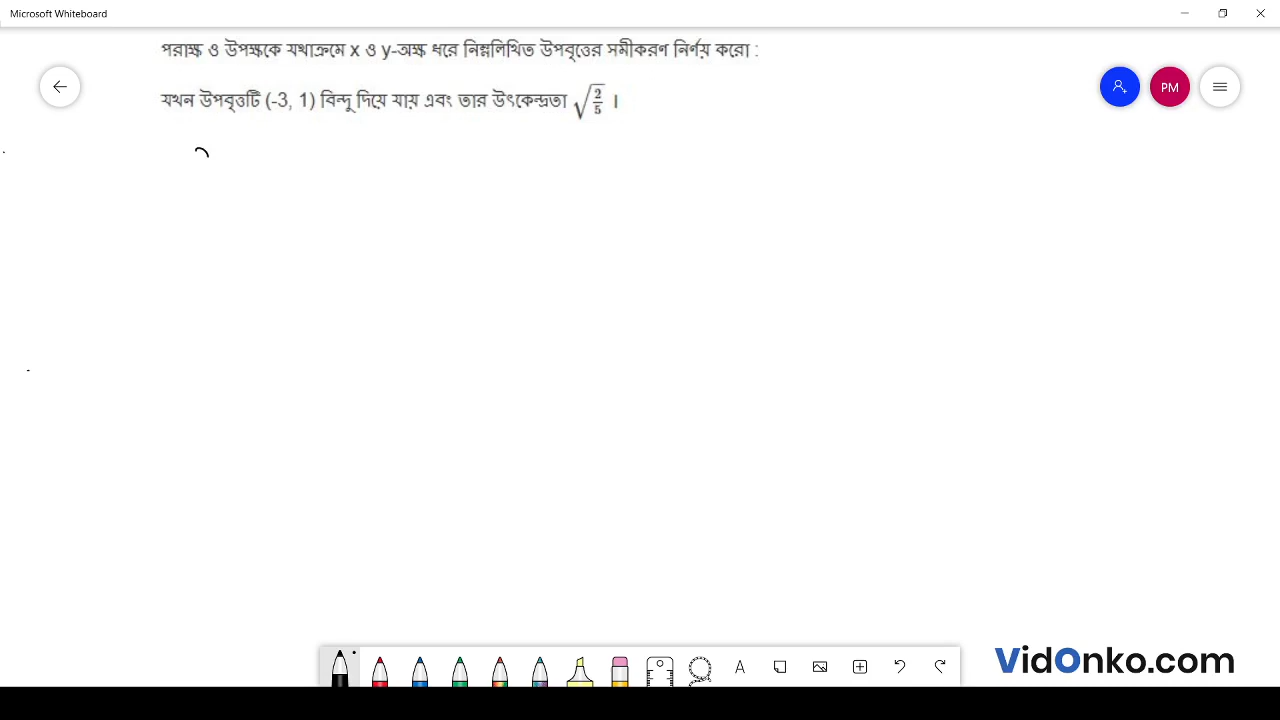 Microsoft Whiteboard
পরাক্ষ ও উপক্ষকে যথাক্রমে x ও y-অক্ষ ধরে নিম্নলিখিত উপবৃত্তের সমীকরণ নির্ণয় করো :
যখন উপবৃত্তটি (-3, 1) বিন্দু দিয়ে যায় এবং তার উৎকেন্দ্রতা √(2/5) ।
PM
A
VidOnko.com